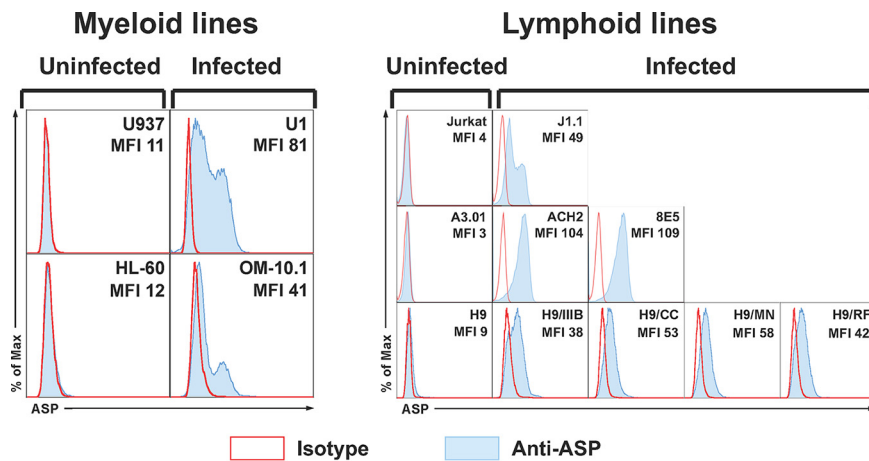 Myeloid lines
Uninfected Infected
U937
MFI 11
U1
MFI 81
HL-60
MFI 12
OM-10.1
MFI 41
% of Max
ASP
Lymphoid lines
Uninfected Infected
Jurkat
MFI 4
J1.1
MFI 49
A3.01
MFI 3
ACH2
MFI 104
8E5
MFI 109
H9
MFI 9
H9/IIIB
MFI 38
H9/CC
MFI 53
H9/MN
MFI 58
H9/RF
MFI 42
% of Max
ASP
Isotype Anti-ASP